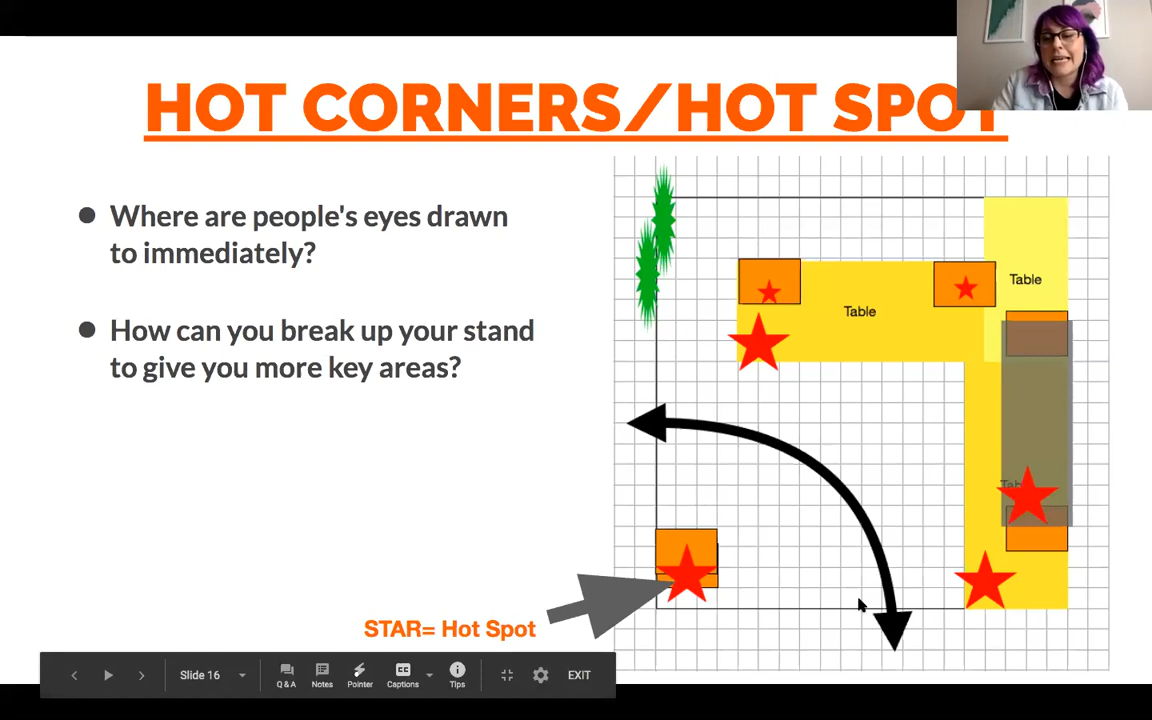 HOT CORNERS/HOT SPOT
Where are people's eyes drawn
to immediately?
How can you break up your stand
to give you more key areas?
Table
Table
STAR= Hot Spot
Slide 16
Q & A
Notes
Pointer
Captions
Tips
EXIT